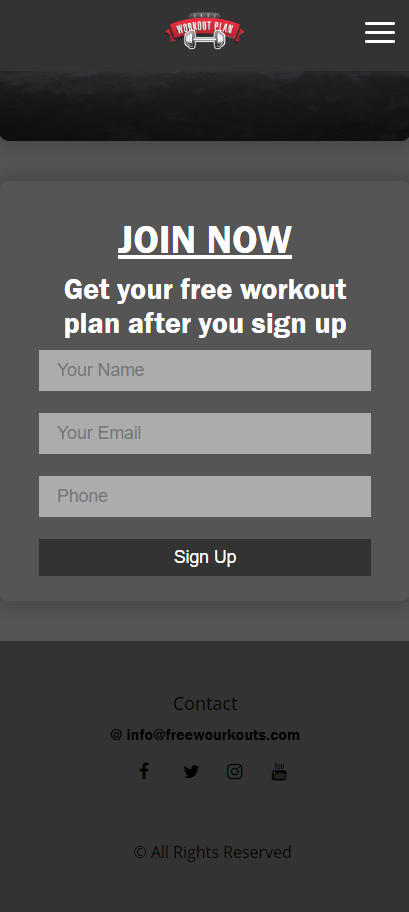 WORKOUT PLAN
JOIN NOW
Get your free workout
plan after you sign up
Your Name
Your Email
Phone
Sign Up
Contact
@ info@freewourkouts.com
You
Tube
© All Rights Reserved